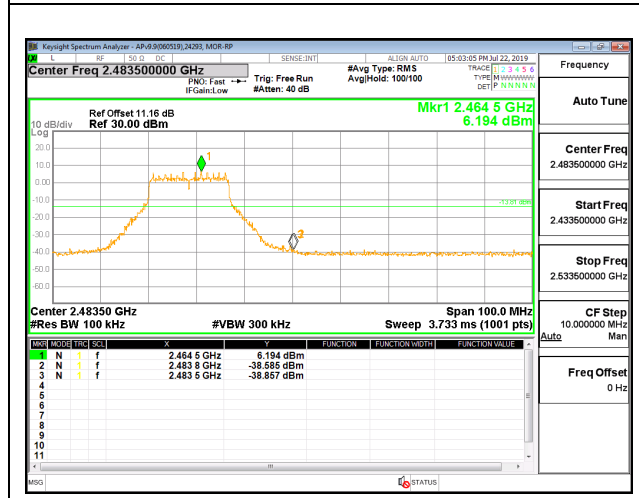 Keysight Spectrum Analyzer - APv9.9(060519),24293, MOR-RP
L RF 50 Ω DC SENSE:INT ALIGN AUTO 05:03:05 PM Jul 22, 2019
Center Freq 2.483500000 GHz
PNO: Fast
IFGain:Low
Trig: Free Run
#Atten: 40 dB
#Avg Type: RMS
Avg|Hold: 100/100
TRACE 1 2 3 4 5 6
TYPE M WWWWW
DET P N N N N N
Frequency
Auto Tune
Center Freq
2.483500000 GHz
Start Freq
2.433500000 GHz
Stop Freq
2.533500000 GHz
CF Step
10.000000 MHz
Auto Man
Freq Offset
0 Hz
Mkr1 2.464 5 GHz
6.194 dBm
Ref Offset 11.16 dB
10 dB/div Ref 30.00 dBm
Log
20.0
10.0
0.00
-10.0
-20.0
-30.0
-40.0
-50.0
-60.0
1
3
-13.81 dBm
Center 2.48350 GHz Span 100.0 MHz
#Res BW 100 kHz #VBW 300 kHz Sweep 3.733 ms (1001 pts)
MKR MODE TRC SCL X Y FUNCTION FUNCTION WIDTH FUNCTION VALUE
1 N 1 f 2.464 5 GHz 6.194 dBm
2 N 1 f 2.483 8 GHz -38.585 dBm
3 N 1 f 2.483 5 GHz -38.857 dBm
4
5
6
7
8
9
10
11
MSG STATUS